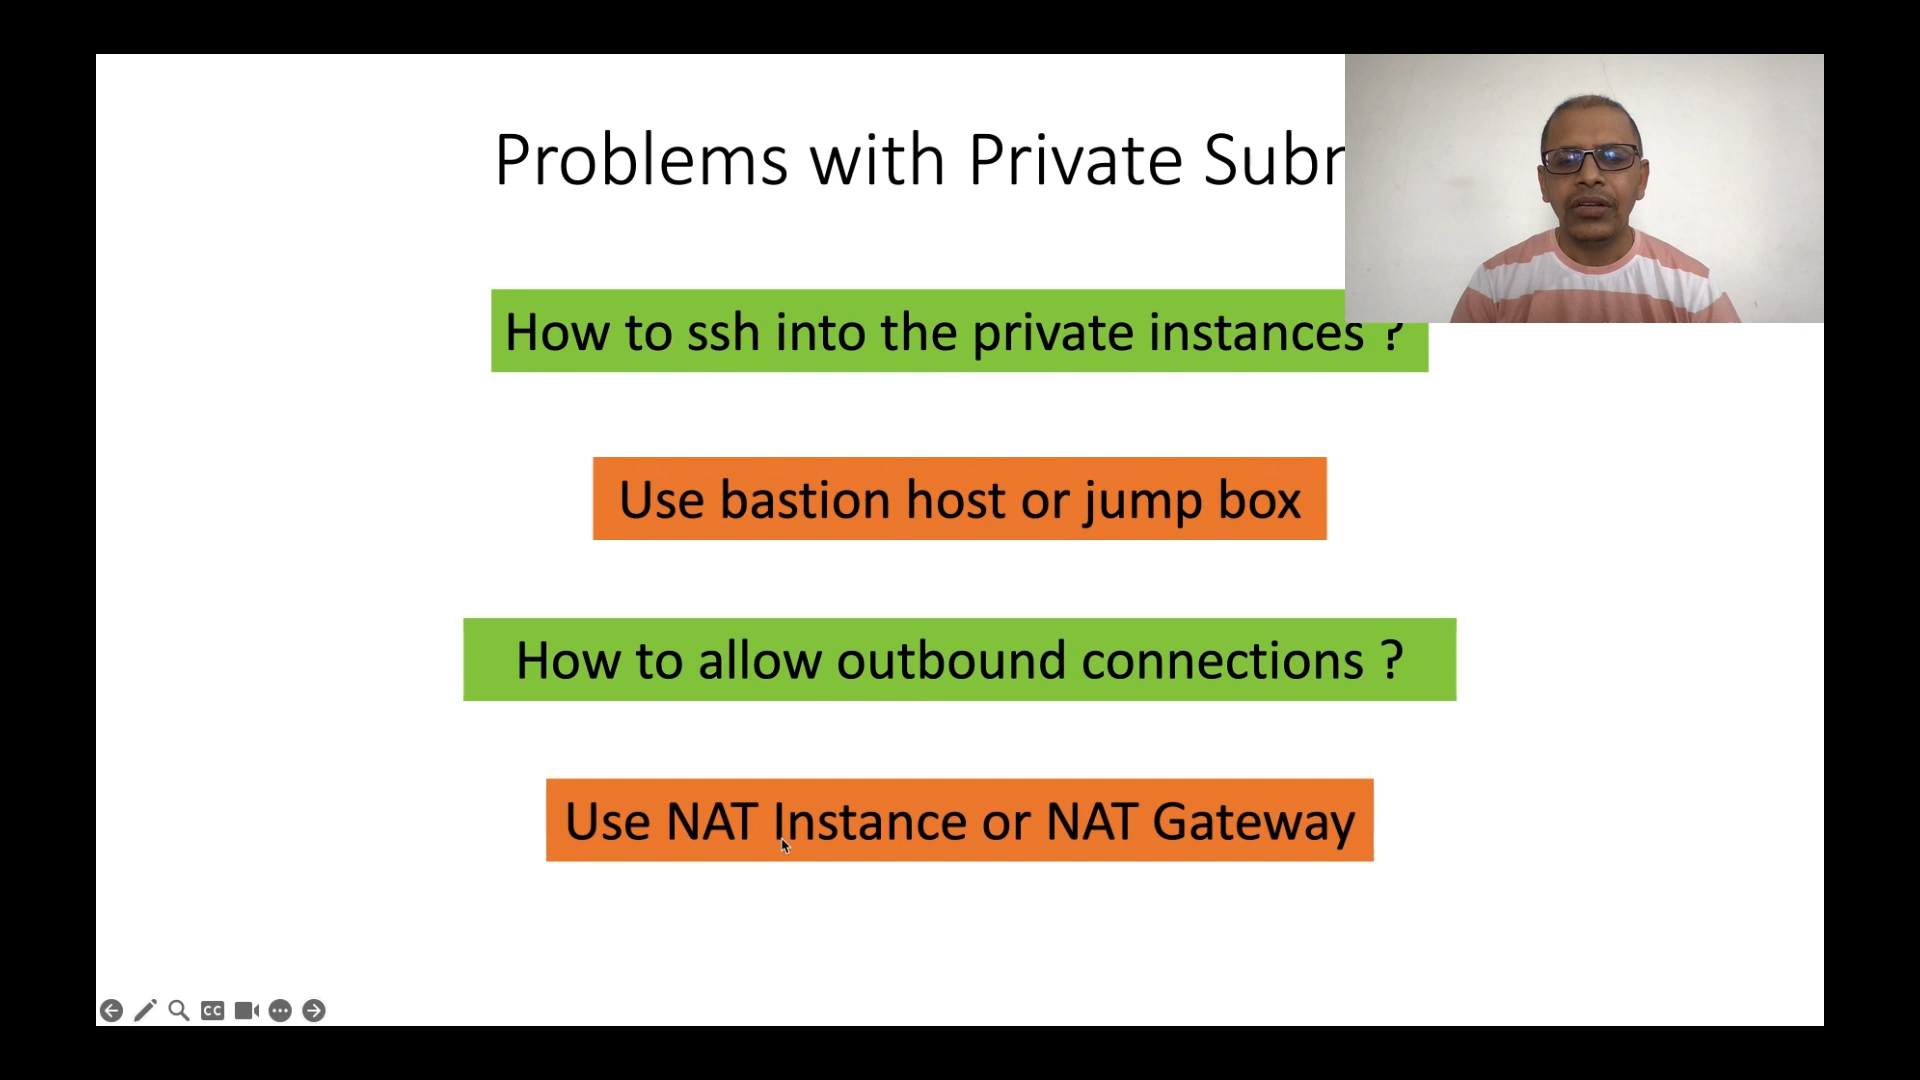 Problems with Private Subr
How to ssh into the private instances ?
Use bastion host or jump box
How to allow outbound connections ?
Use NAT Instance or NAT Gateway
CC